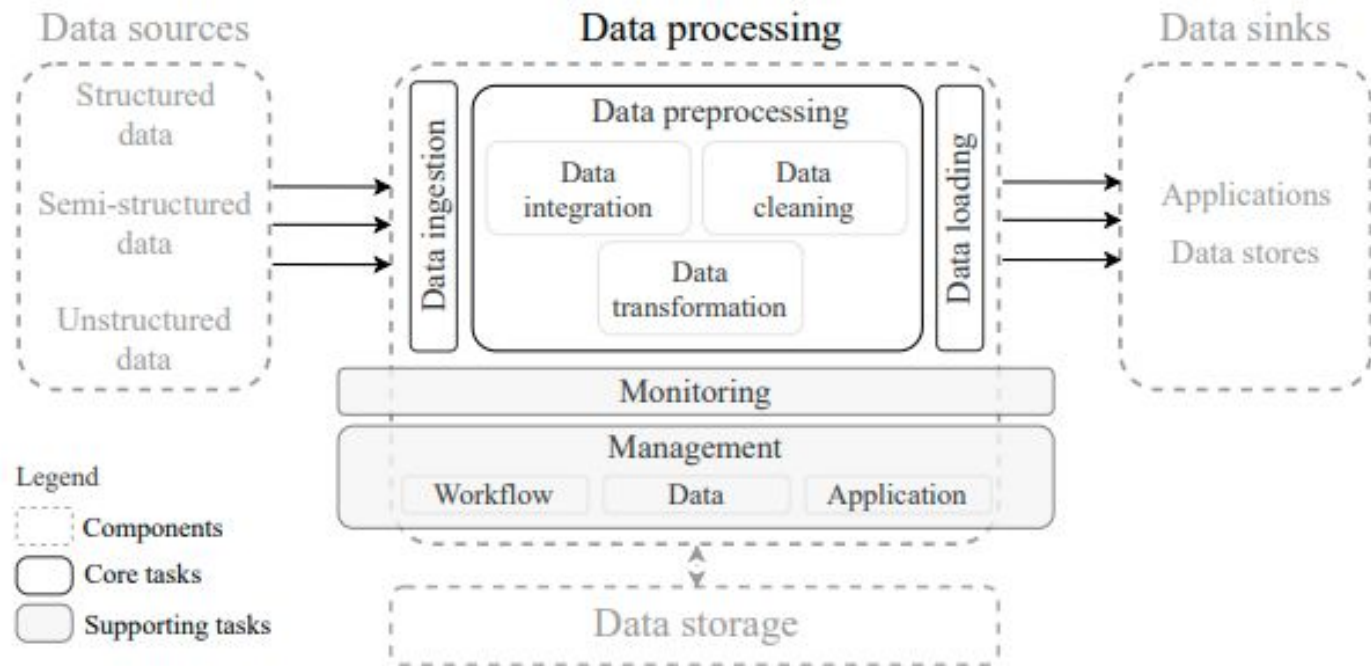 Data sources
Structured
data
Semi-structured
data
Unstructured
data
Data processing
Data ingestion
Data preprocessing
Data
integration
Data
cleaning
Data
transformation
Data loading
Monitoring
Management
Workflow
Data
Application
Data storage
Data sinks
Applications
Data stores
Legend
Components
Core tasks
Supporting tasks